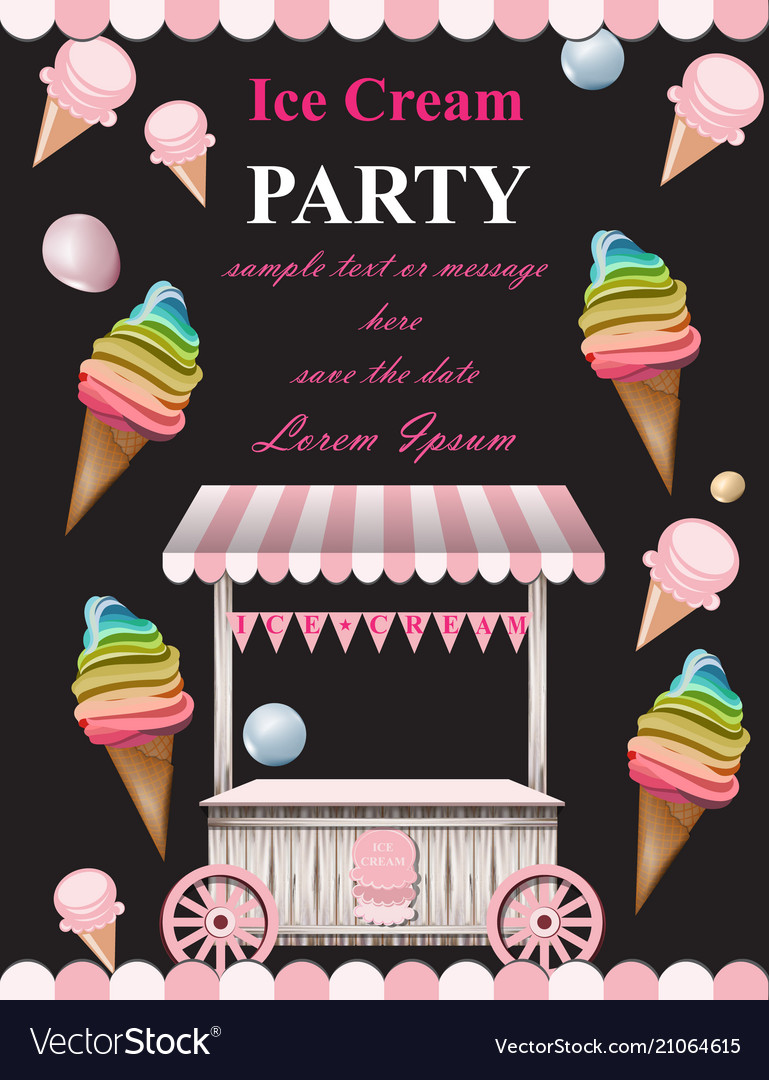 Ice Cream
PARTY
sample text or message
here
save the date
Lorem Ipsum
ICE★CREAM
ICE
CREAM
VectorStock®
VectorStock.com/21064615